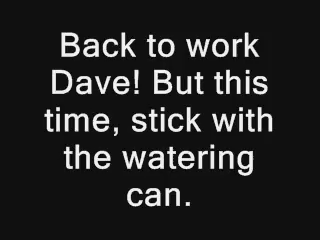 Back to work
Dave! But this
time, stick with
the watering
can.